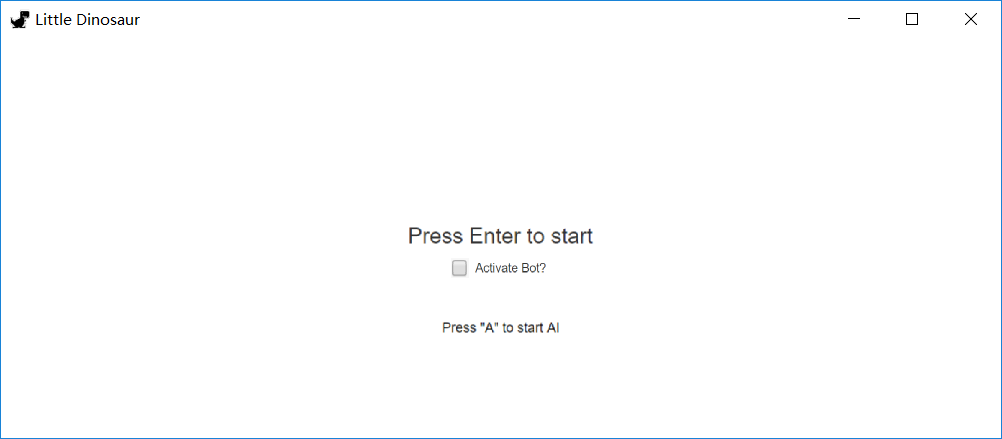 Little Dinosaur
Press Enter to start
Activate Bot?
Press "A" to start AI